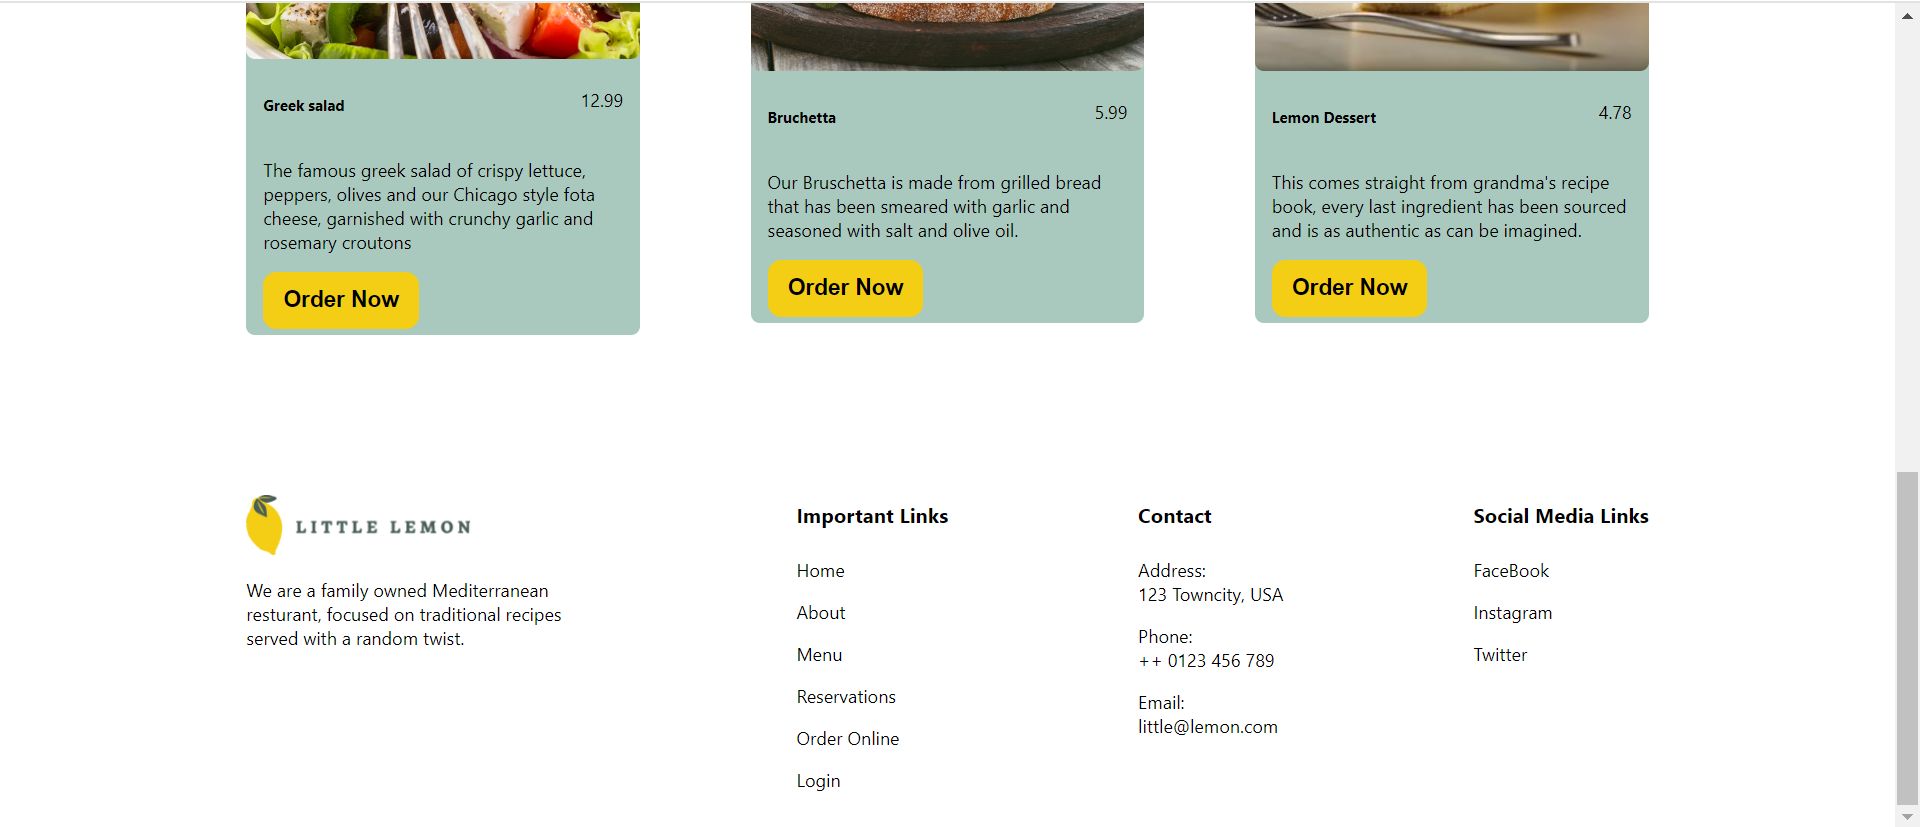 Greek salad
12.99
The famous greek salad of crispy lettuce,
peppers, olives and our Chicago style fota
cheese, garnished with crunchy garlic and
rosemary croutons
Order Now
Bruchetta
5.99
Our Bruschetta is made from grilled bread
that has been smeared with garlic and
seasoned with salt and olive oil.
Order Now
Lemon Dessert
4.78
This comes straight from grandma's recipe
book, every last ingredient has been sourced
and is as authentic as can be imagined.
Order Now
LITTLE LEMON
We are a family owned Mediterranean
resturant, focused on traditional recipes
served with a random twist.
Important Links
Home
About
Menu
Reservations
Order Online
Login
Contact
Address:
123 Towncity, USA
Phone:
++ 0123 456 789
Email:
little@lemon.com
Social Media Links
FaceBook
Instagram
Twitter